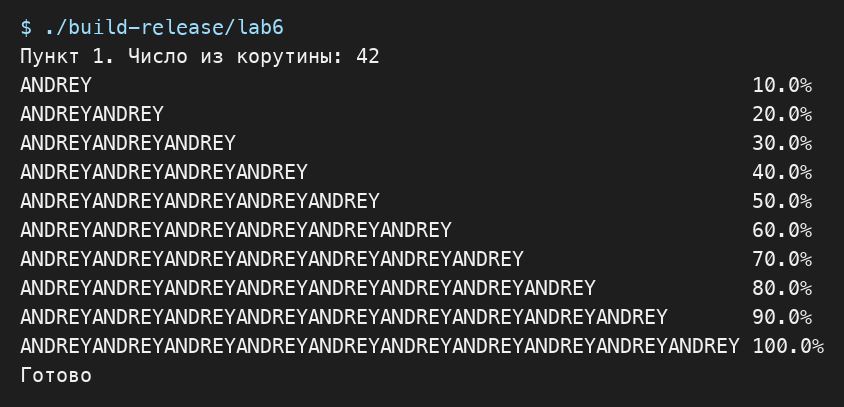 $ ./build-release/lab6
Пункт 1. Число из корутины: 42
ANDREY 10.0%
ANDREYANDREY 20.0%
ANDREYANDREYANDREY 30.0%
ANDREYANDREYANDREYANDREY 40.0%
ANDREYANDREYANDREYANDREYANDREY 50.0%
ANDREYANDREYANDREYANDREYANDREYANDREY 60.0%
ANDREYANDREYANDREYANDREYANDREYANDREYANDREY 70.0%
ANDREYANDREYANDREYANDREYANDREYANDREYANDREYANDREY 80.0%
ANDREYANDREYANDREYANDREYANDREYANDREYANDREYANDREYANDREY 90.0%
ANDREYANDREYANDREYANDREYANDREYANDREYANDREYANDREYANDREYANDREY 100.0%
Готово